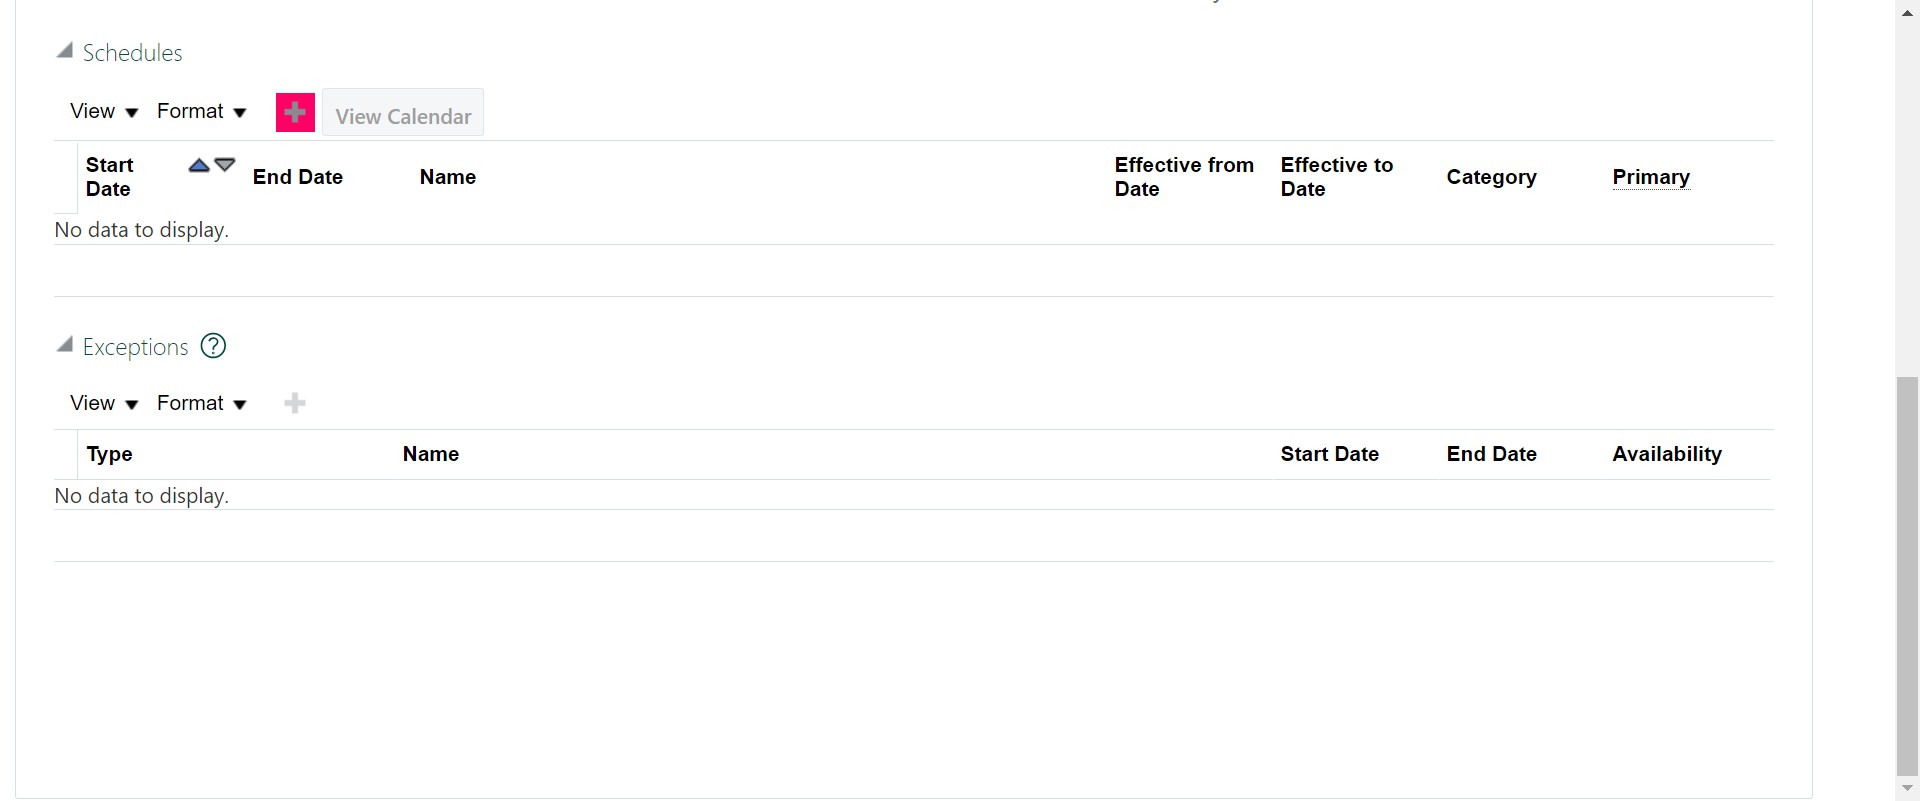 Schedules
View Format View Calendar
Start Date End Date Name Effective from Date Effective to Date Category Primary
No data to display.
Exceptions ?
View Format
Type Name Start Date End Date Availability
No data to display.